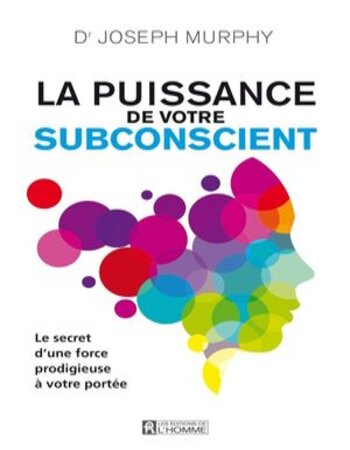 Dr JOSEPH MURPHY
LA PUISSANCE
DE VOTRE
SUBCONSCIENT
Le secret
d'une force
prodigieuse
à votre portée
LES ÉDITIONS DE
L'HOMME